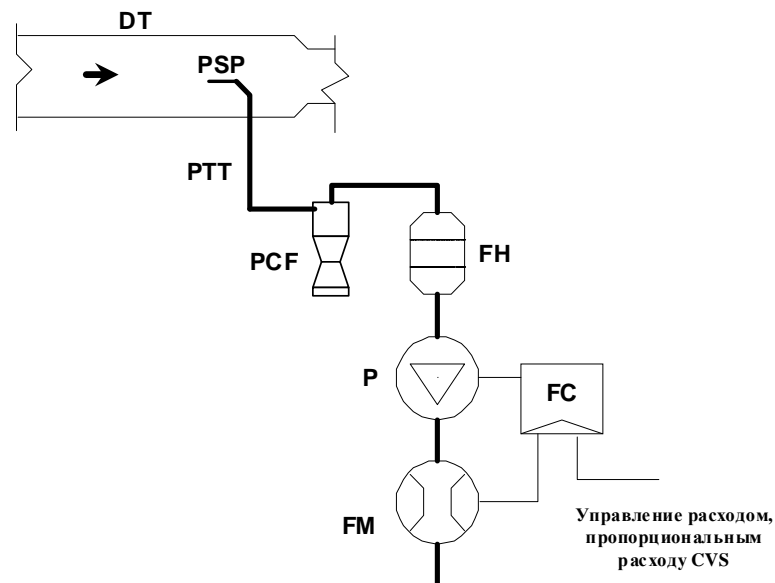 DT
PSP
PTT
PCF
FH
P
FC
FM
Управление расходом,
пропорциональным
расходу CVS